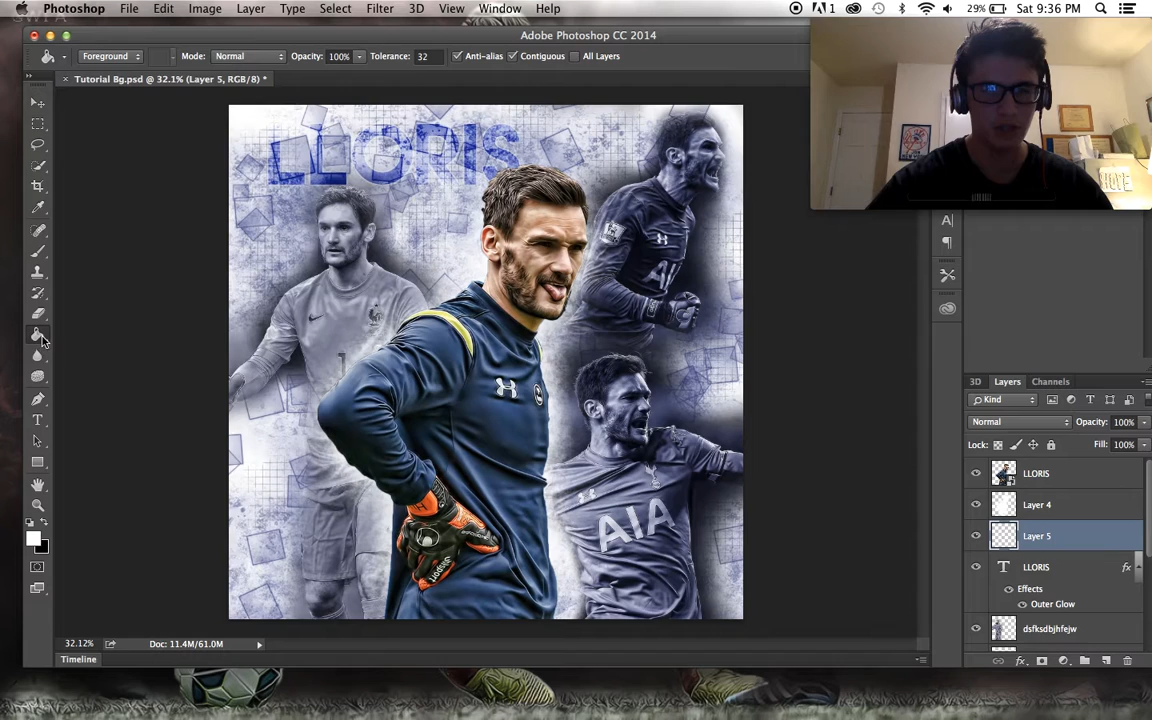 Photoshop File Edit Image Layer Type Select Filter 3D View Window Help
1 29% Sat 9:36 PM
Adobe Photoshop CC 2014
Foreground Mode: Normal Opacity: 100% Tolerance: 32 Anti-alias Contiguous All Layers
Tutorial Bg.psd @ 32.1% (Layer 5, RGB/8) *
LLORIS
AIA
AIA
1
3D Layers Channels
Kind
Normal Opacity: 100%
Lock: Fill: 100%
LLORIS
Layer 4
Layer 5
LLORIS fx
Effects
Outer Glow
dsfksdbjhfejw
32.12% Doc: 11.4M/61.0M
Timeline